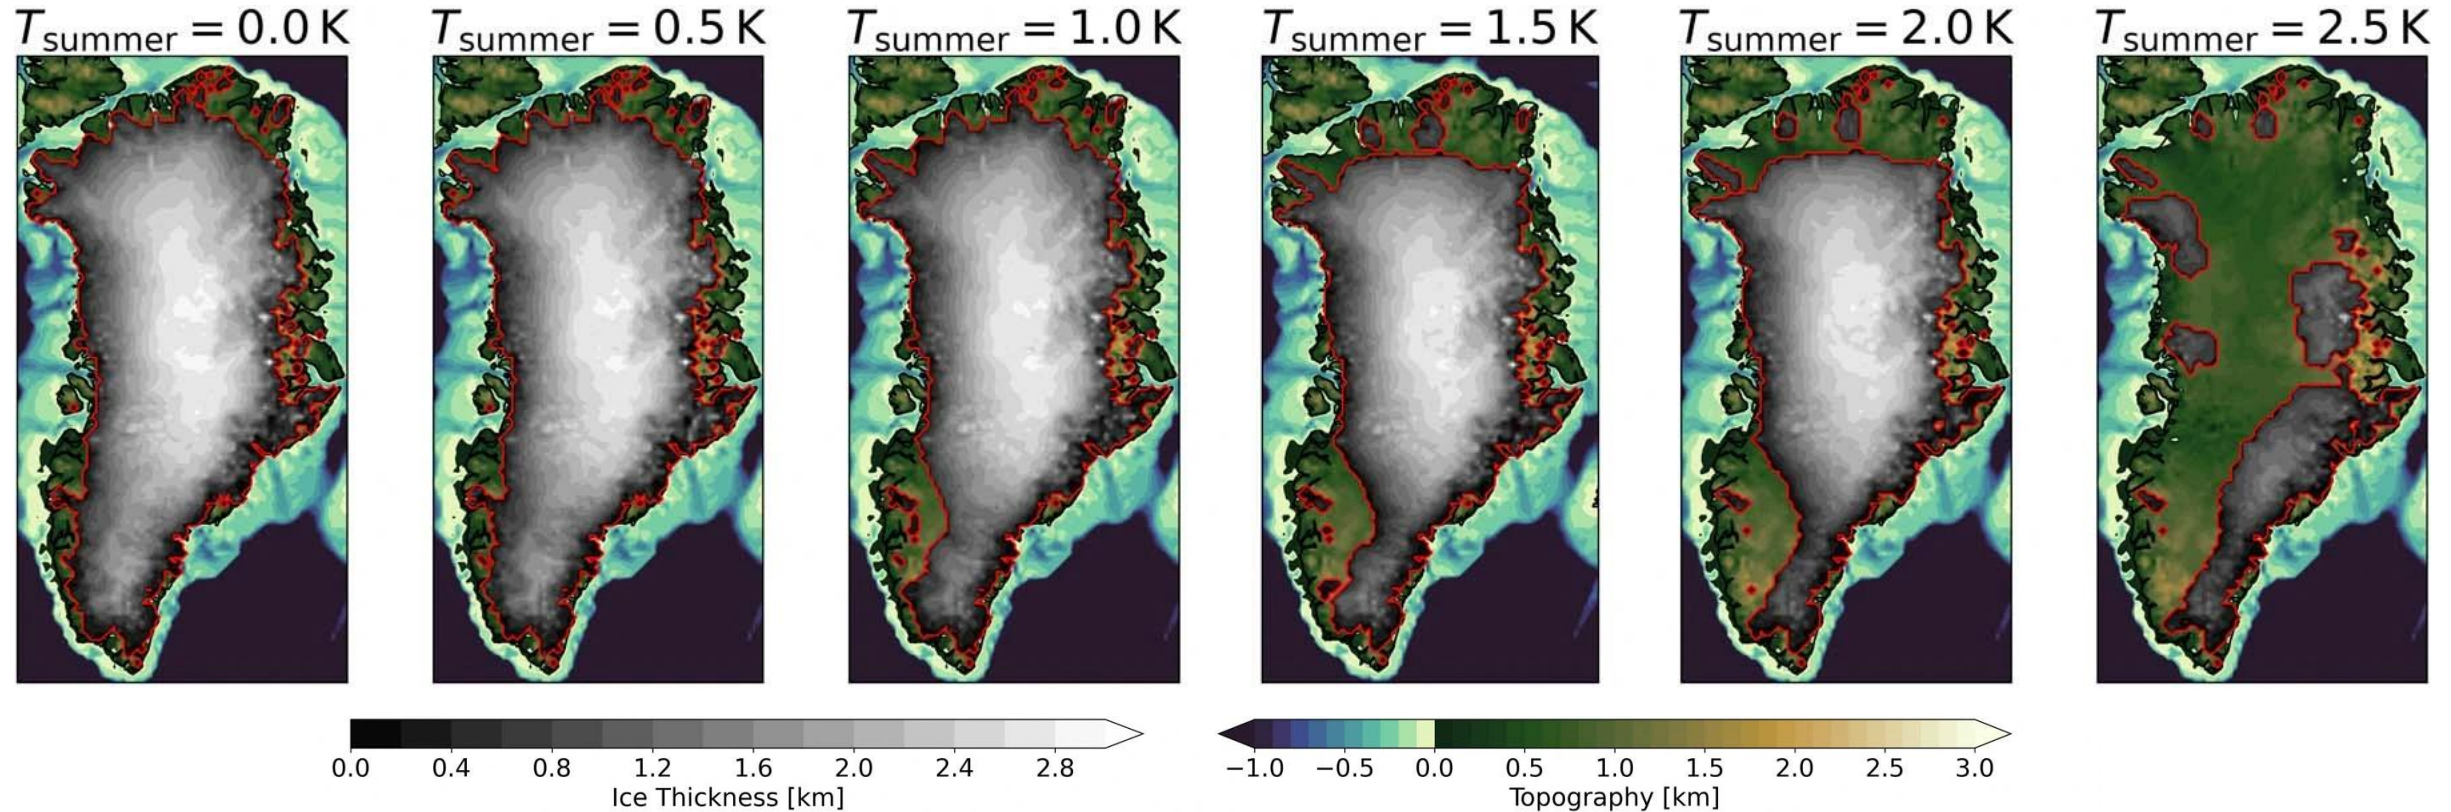 T_summer = 0.0 K
T_summer = 0.5 K
T_summer = 1.0 K
T_summer = 1.5 K
T_summer = 2.0 K
T_summer = 2.5 K
0.0 0.4 0.8 1.2 1.6 2.0 2.4 2.8
Ice Thickness [km]
−1.0 −0.5 0.0 0.5 1.0 1.5 2.0 2.5 3.0
Topography [km]